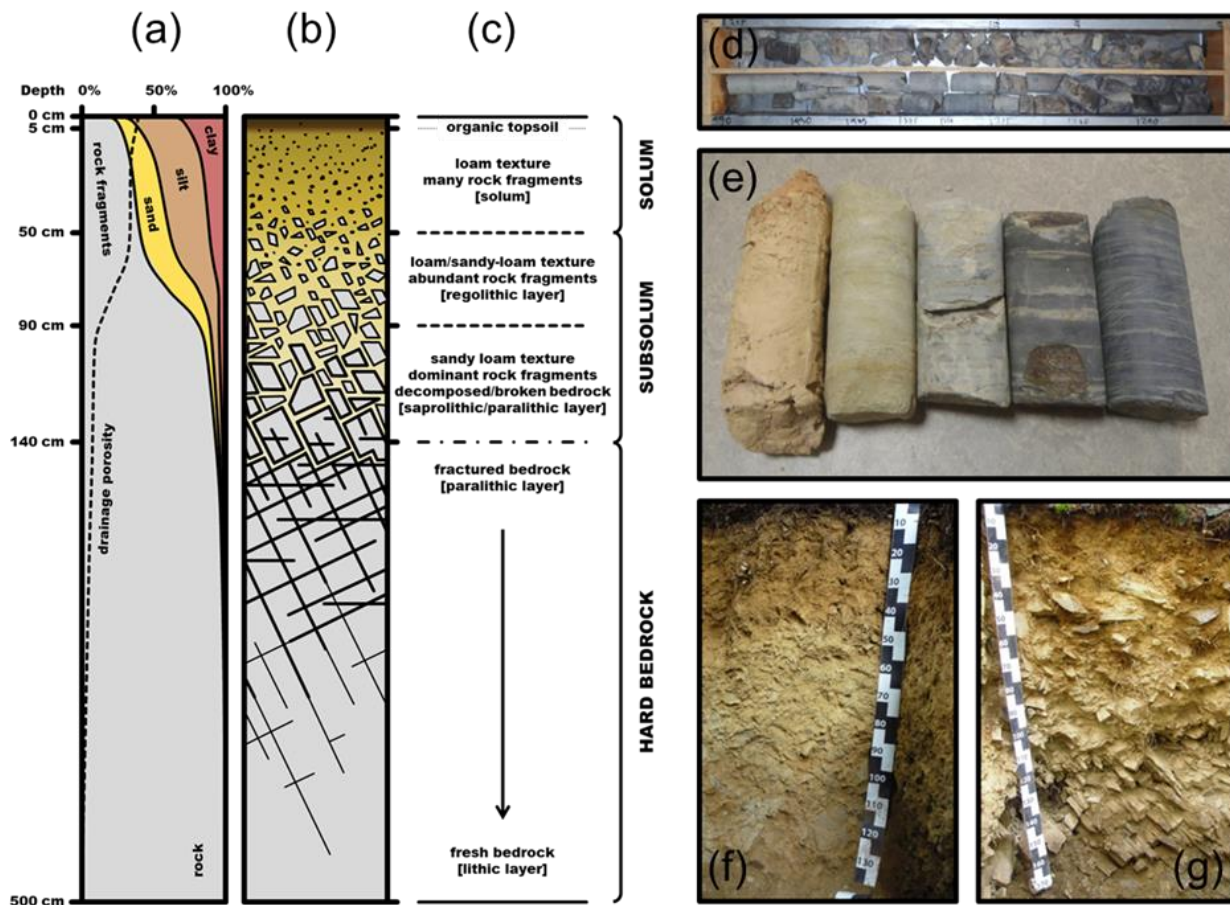 (a)
(b)
(c)
Depth
0%
50%
100%
0 cm
5 cm
50 cm
90 cm
140 cm
500 cm
rock fragments
sand
silt
clay
drainage porosity
rock
organic topsoil
loam texture
many rock fragments
[solum]
loam/sandy-loam texture
abundant rock fragments
[regolithic layer]
sandy loam texture
dominant rock fragments
decomposed/broken bedrock
[saprolithic/paralithic layer]
fractured bedrock
[paralithic layer]
fresh bedrock
[lithic layer]
SOLUM
SUBSOLUM
HARD BEDROCK
(d)
(e)
(f)
10
20
30
40
50
60
70
80
90
100
110
120
130
(g)